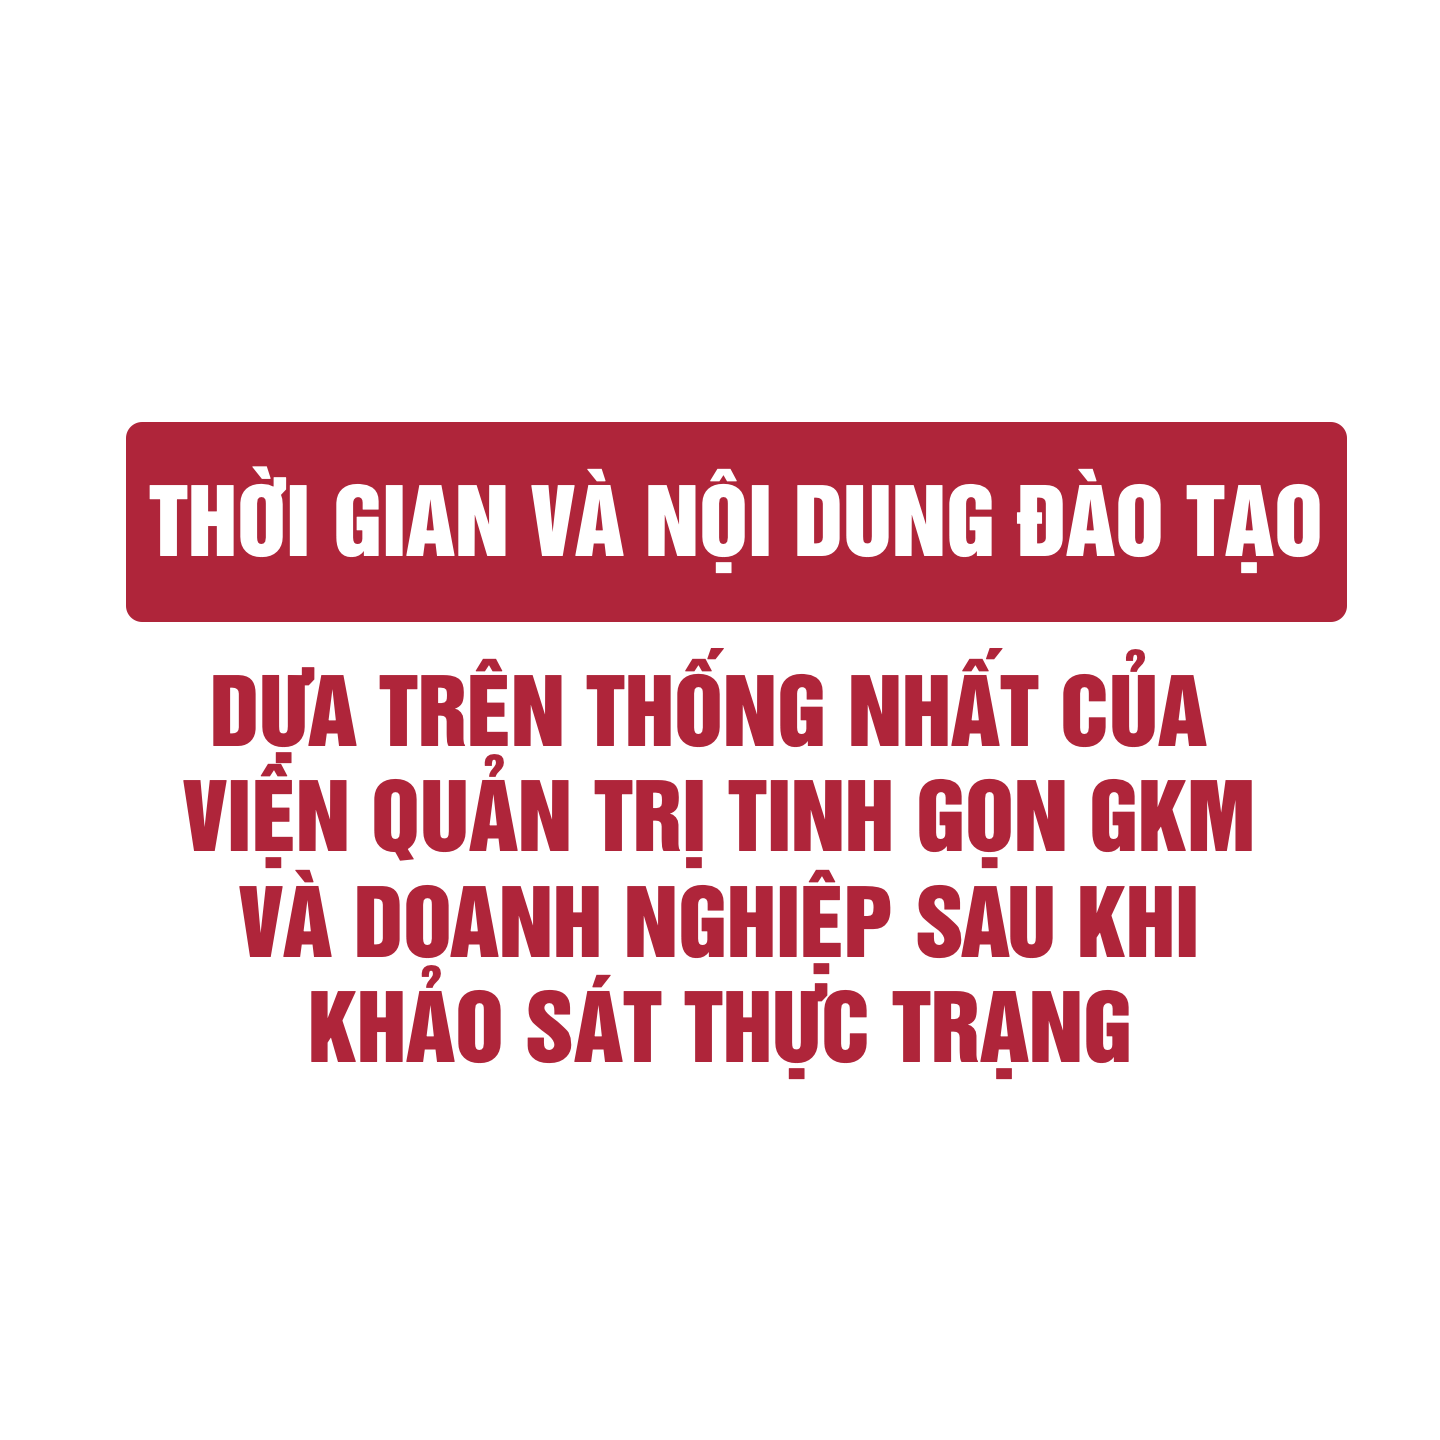 THỜI GIAN VÀ NỘI DUNG ĐÀO TẠO
DỰA TRÊN THỐNG NHẤT CỦA
VIỆN QUẢN TRỊ TINH GỌN GKM
VÀ DOANH NGHIỆP SAU KHI
KHẢO SÁT THỰC TRẠNG